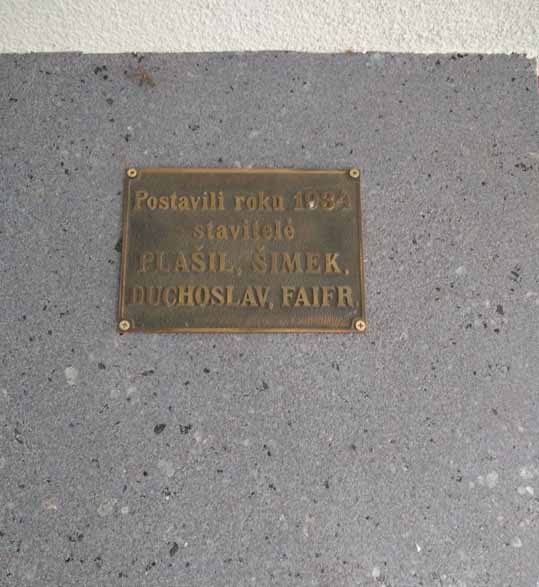 Postavili roku 1934
stavitelé
PLAŠIL, ŠIMEK,
DUCHOSLAV, FAIFR.